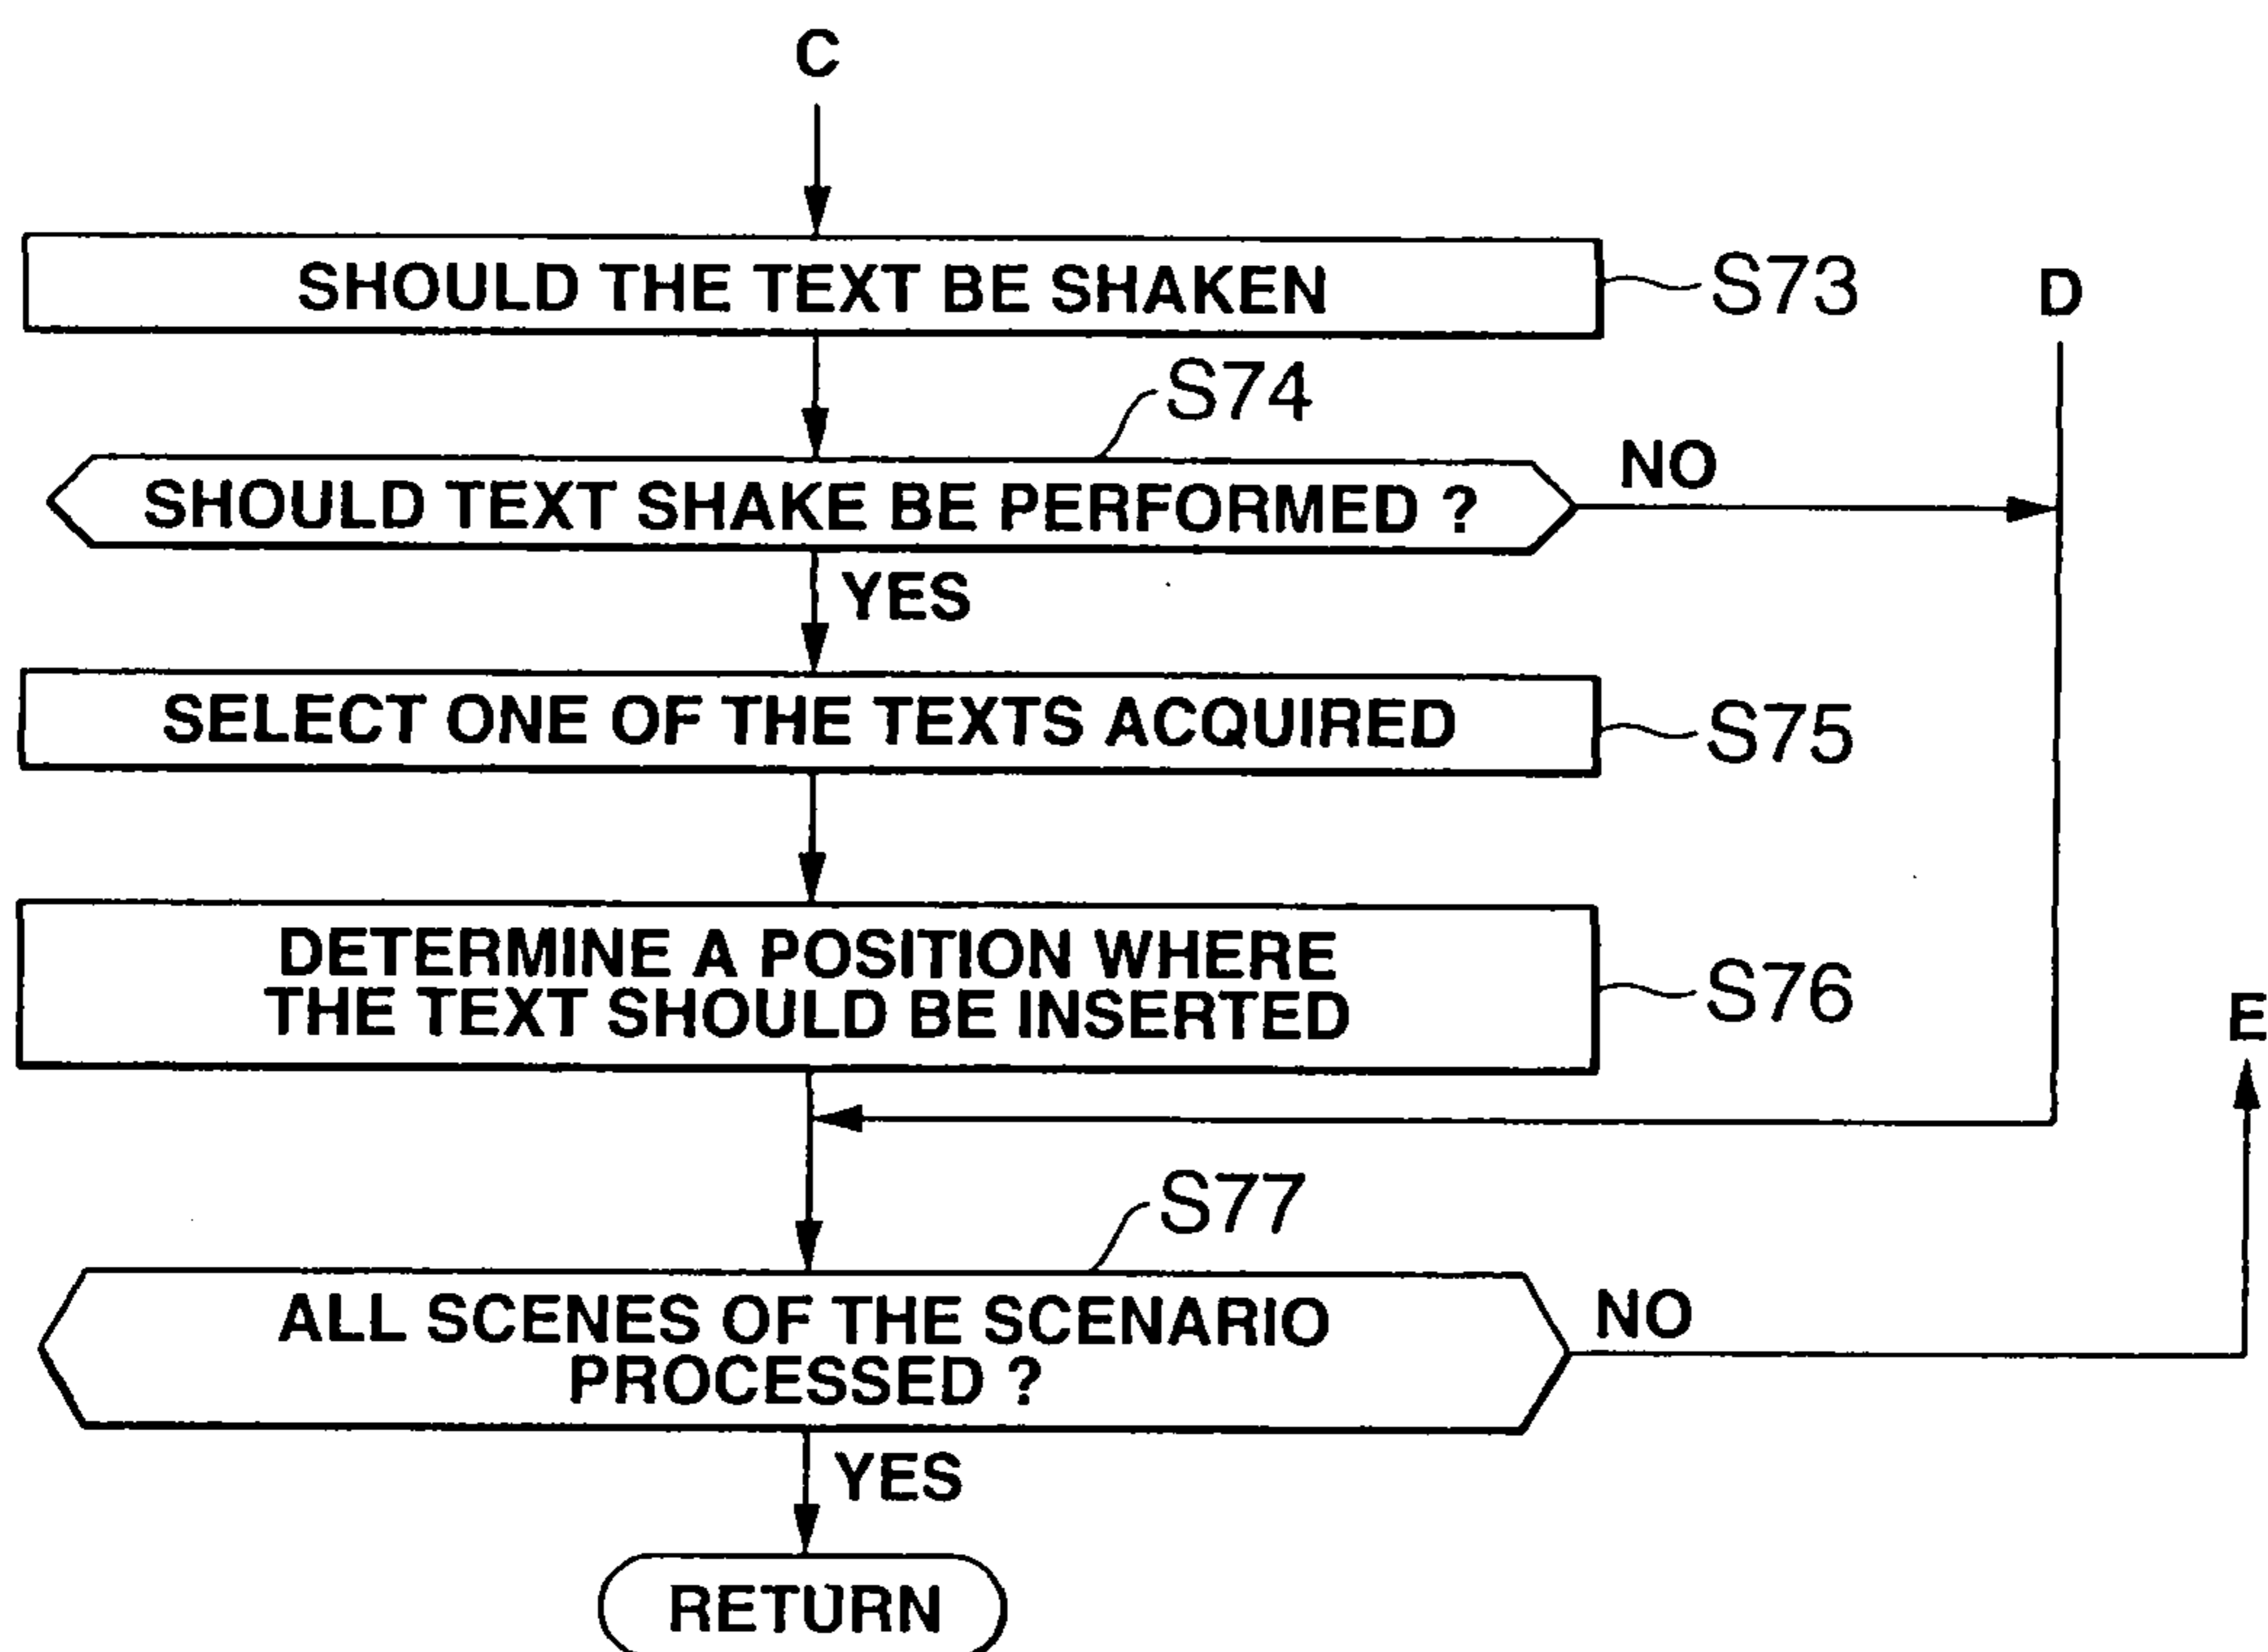 C
SHOULD THE TEXT BE SHAKEN
S73
D
S74
SHOULD TEXT SHAKE BE PERFORMED ?
NO
YES
SELECT ONE OF THE TEXTS ACQUIRED
S75
DETERMINE A POSITION WHERE
THE TEXT SHOULD BE INSERTED
S76
E
S77
ALL SCENES OF THE SCENARIO
PROCESSED ?
NO
YES
RETURN